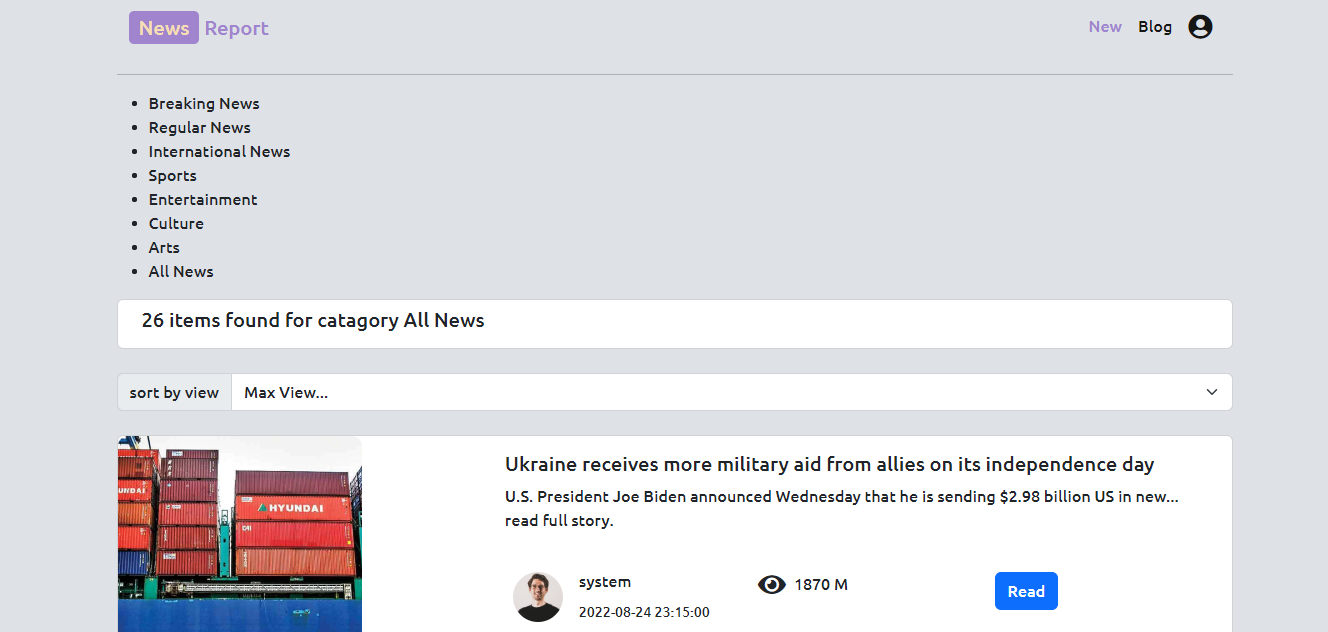 News Report
New Blog
Breaking News
Regular News
International News
Sports
Entertainment
Culture
Arts
All News
26 items found for catagory All News
sort by view Max View...
Ukraine receives more military aid from allies on its independence day
U.S. President Joe Biden announced Wednesday that he is sending $2.98 billion US in new...
read full story.
UNDAI
HYUNDAI
CAI
system
1870 M
Read
2022-08-24 23:15:00